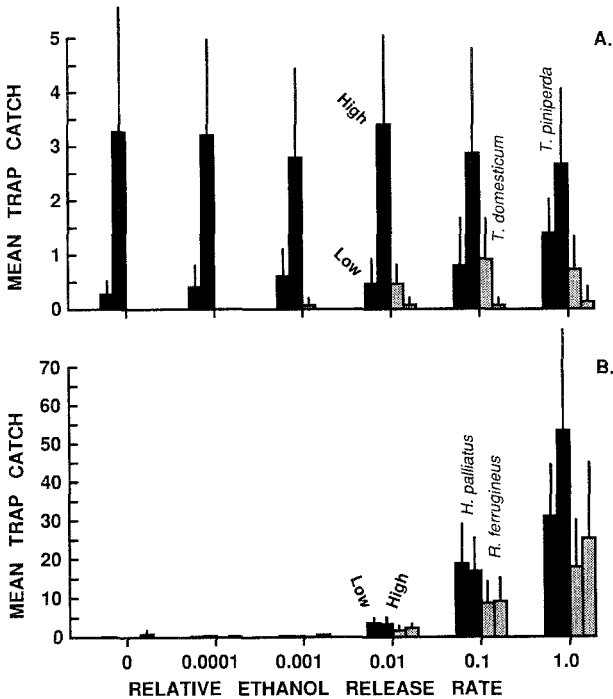 A.
MEAN TRAP CATCH
5
4
3
2
1
0
High
Low
T. domesticum
T. piniperda
B.
MEAN TRAP CATCH
70
60
50
40
30
20
10
0
Low
High
H. palliatus
R. ferrugineus
0 0.0001 0.001 0.01 0.1 1.0
RELATIVE ETHANOL RELEASE RATE